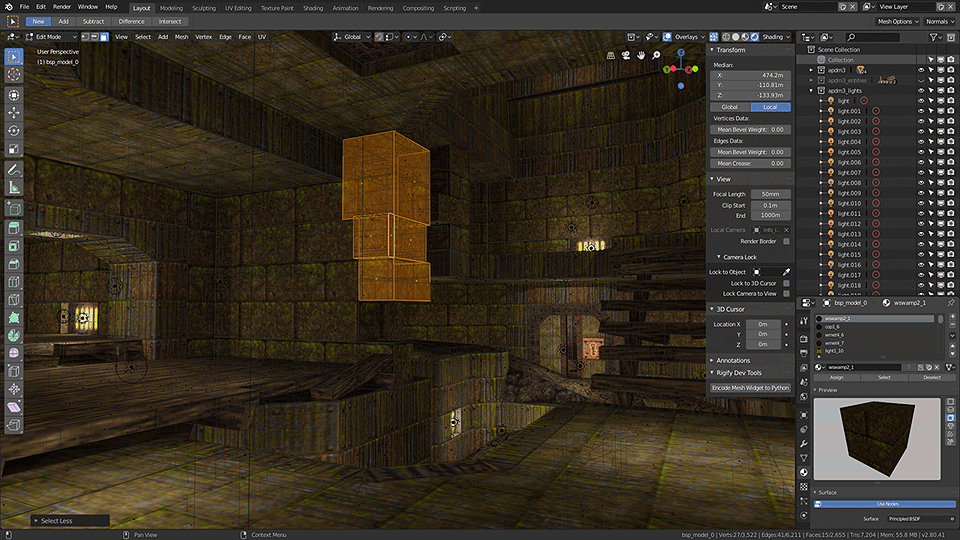 File Edit Render Window Help Layout Modeling Sculpting UV Editing Texture Paint Shading Animation Rendering Compositing Scripting + Scene View Layer
New Add Subtract Difference Intersect Mesh Options Normals
Edit Mode View Select Add Mesh Vertex Edge Face UV Global Overlays Shading
User Perspective
(1) bsp_model_0
Transform
Median:
X: 474.2m
Y: -110.81m
Z: -133.93m
Global Local
Vertices Data:
Mean Bevel Weight: 0.00
Edges Data:
Mean Bevel Weight: 0.00
Mean Crease: 0.00
View
Focal Length 50mm
Clip Start 0.1m
End 1000m
Local Camera
Render Border
Camera Lock
Lock to Object
Lock to 3D Cursor
Lock Camera to View
3D Cursor
Location X 0m
Y 0m
Z 0m
Annotations
Rigify Dev Tools
Encode Mesh Widget to Python
Scene Collection
Collection
apdm3
apdm3_entities
apdm3_lights
light
light.001
light.002
light.003
light.004
light.005
light.006
light.007
light.008
light.009
light.010
light.011
light.012
light.013
light.014
light.015
light.016
light.017
light.018
bsp_model_0 wswamp2_1
wswamp2_1
cop1_6
wmet4_6
wmet4_7
light1_10
wswamp2_1
Assign Select Deselect
Preview
Surface
Use Nodes
Surface Principled BSDF
Select Less
Pan View Context Menu
bsp_model_0 | Verts:27/3,522 | Edges:41/6,211 | Faces:15/2,655 | Tris:7,204 | Mem: 55.8 MB | v2.80.41